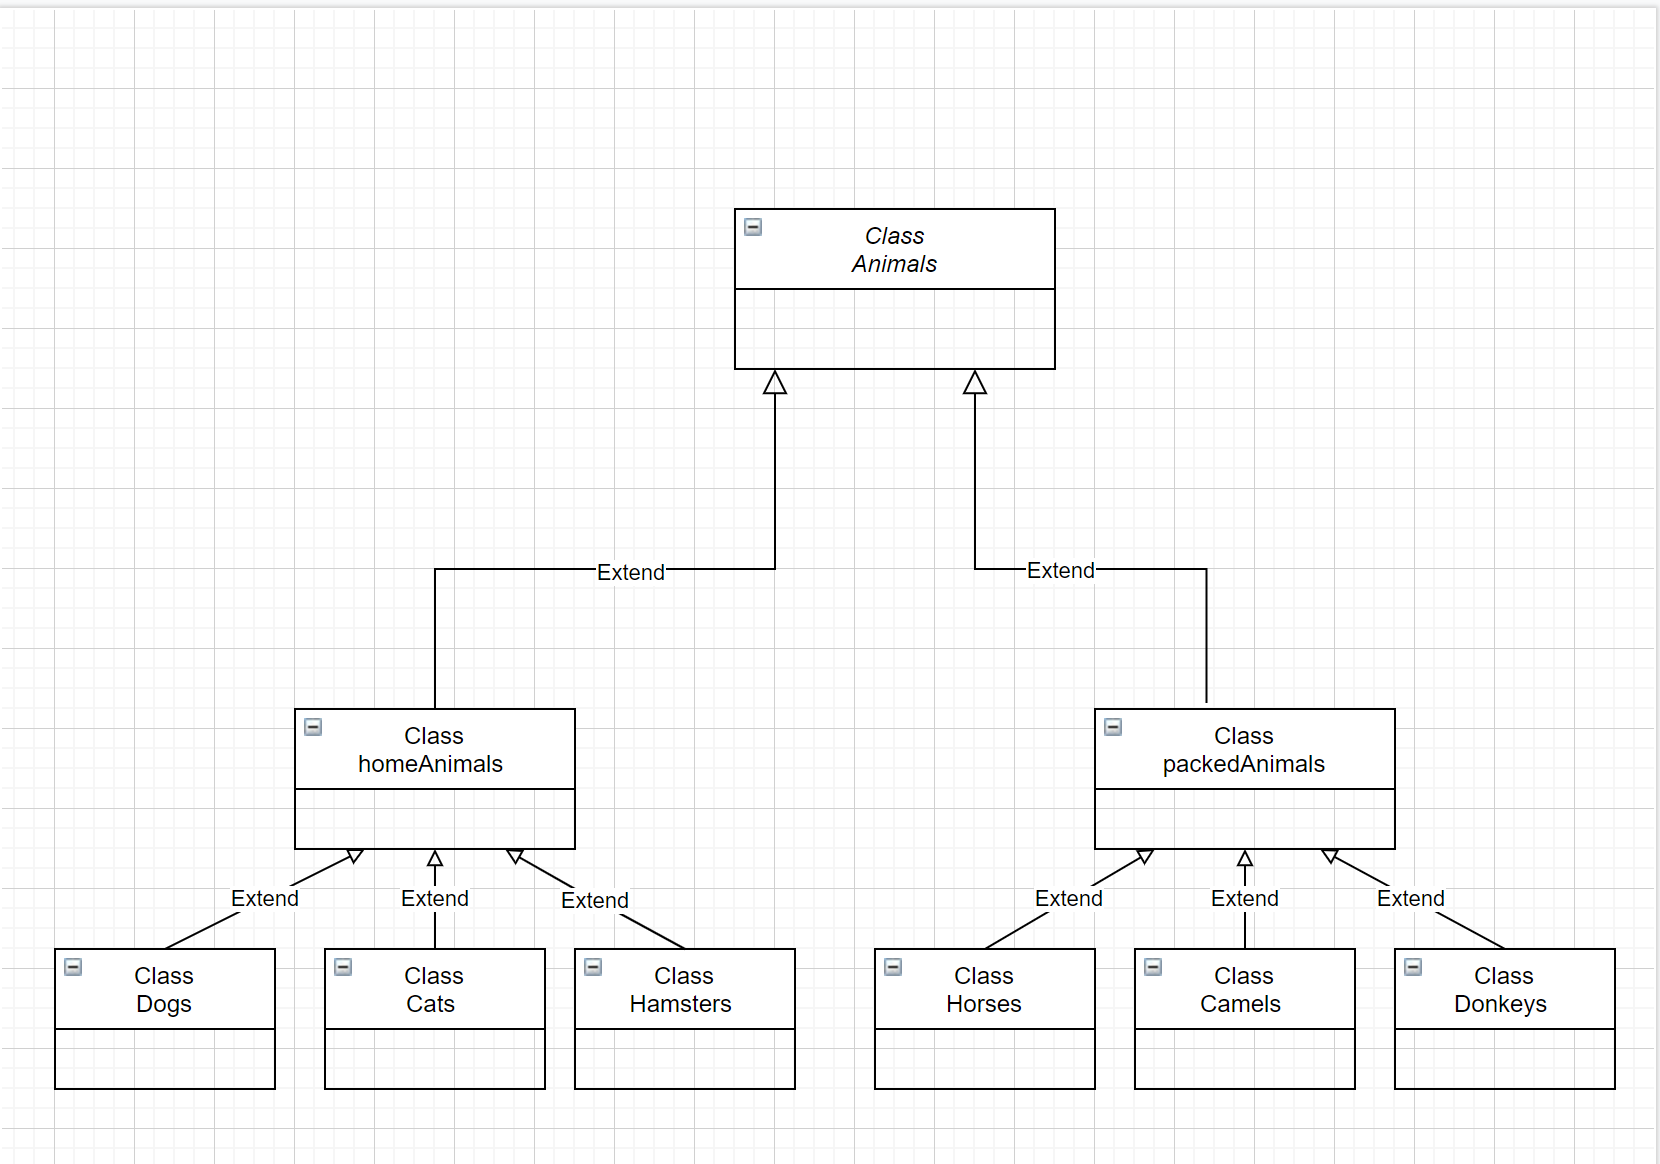 Class
Animals
Extend
Extend
Class
homeAnimals
Class
packedAnimals
Extend
Extend
Extend
Extend
Extend
Extend
Class
Dogs
Class
Cats
Class
Hamsters
Class
Horses
Class
Camels
Class
Donkeys